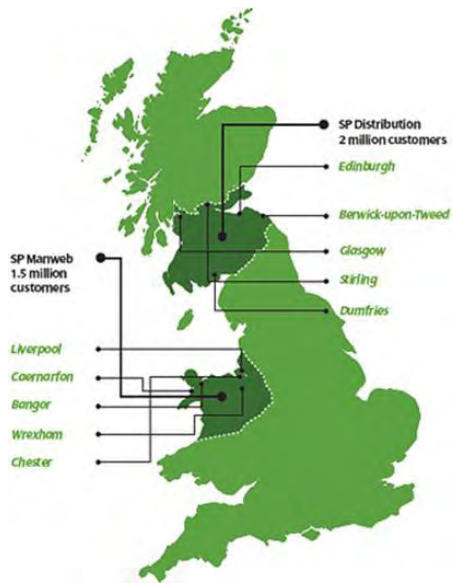 SP Distribution
2 million customers
Edinburgh
Berwick-upon-Tweed
Glasgow
Stirling
Dumfries
SP Manweb
1.5 million
customers
Liverpool
Caernarfon
Bangor
Wrexham
Chester